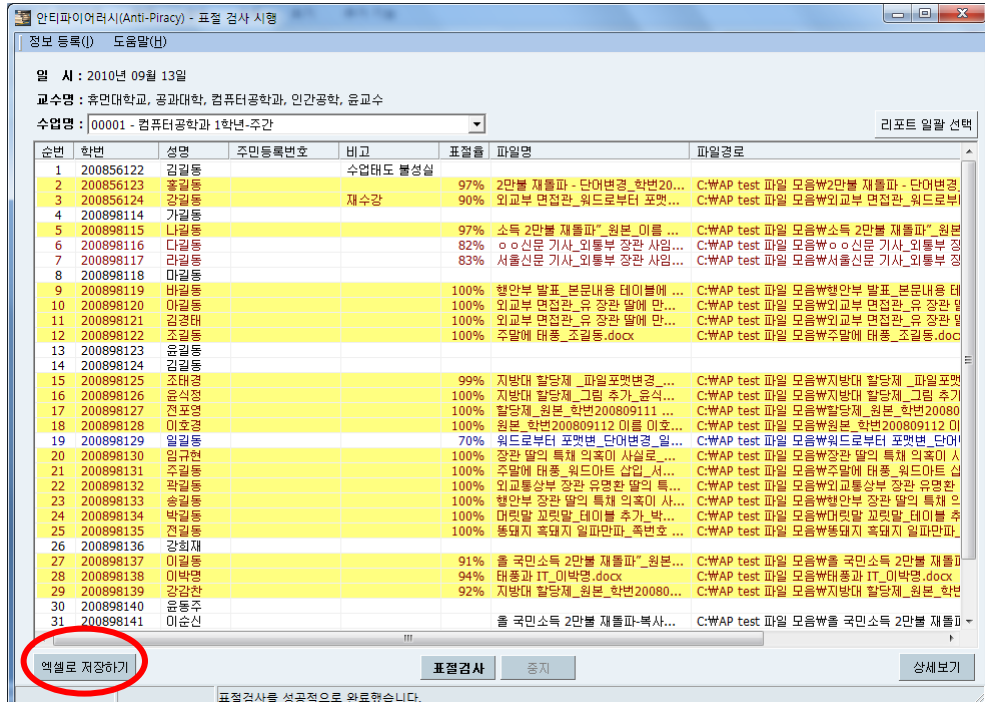 안티파이어러시(Anti-Piracy) - 표절 검사 시행
정보 등록(I) 도움말(H)
일 시 : 2010년 09월 13일
교수명 : 휴먼대학교, 공과대학, 컴퓨터공학과, 인간공학, 윤교수
수업명 : 00001 - 컴퓨터공학과 1학년-주간
리포트 일괄 선택
순번 학번 성명 주민등록번호 비고 표절율 파일명 파일경로
1 200856122 김길동 수업태도 불성실
2 200856123 홍길동 97% 2만불 재돌파 - 단어변경_학번20... C:₩AP test 파일 모음₩2만불 재돌파 - 단어변경_
3 200856124 강길동 재수강 90% 외교부 면접관_워드로부터 포맷... C:₩AP test 파일 모음₩외교부 면접관_워드로부터
4 200898114 가길동
5 200898115 나길동 97% 소득 2만불 재돌파"_원본_이름 ... C:₩AP test 파일 모음₩소득 2만불 재돌파"_원본
6 200898116 다길동 82% ㅇㅇ신문 기사_외통부 장관 사임... C:₩AP test 파일 모음₩ㅇㅇ신문 기사_외통부 장
7 200898117 라길동 83% 서울신문 기사_외통부 장관 사임... C:₩AP test 파일 모음₩서울신문 기사_외통부 장
8 200898118 마길동
9 200898119 바길동 100% 행안부 발표_본문내용 테이블에 ... C:₩AP test 파일 모음₩행안부 발표_본문내용 테
10 200898120 아길동 100% 외교부 면접관_유 장관 딸에 만... C:₩AP test 파일 모음₩외교부 면접관_유 장관 딸
11 200898121 김경태 100% 외교부 면접관_유 장관 딸에 만... C:₩AP test 파일 모음₩외교부 면접관_유 장관 딸
12 200898122 조길동 100% 주말에 태풍_조길동.docx C:₩AP test 파일 모음₩주말에 태풍_조길동.doc
13 200898123 윤길동
14 200898124 김길동
15 200898125 조태경 99% 지방대 할당제 _파일포맷변경_... C:₩AP test 파일 모음₩지방대 할당제 _파일포맷
16 200898126 윤식정 100% 지방대 할당제_그림 추가_윤식... C:₩AP test 파일 모음₩지방대 할당제_그림 추가
17 200898127 전포영 100% 할당제_원본_학번200809111 ... C:₩AP test 파일 모음₩할당제_원본_학번20080
18 200898128 이호경 100% 원본_학번200809112 이름 이호... C:₩AP test 파일 모음₩원본_학번200809112 이
19 200898129 일길동 70% 워드로부터 포맷변_단어변경_일... C:₩AP test 파일 모음₩워드로부터 포맷변_단어
20 200898130 임규현 100% 장관 딸의 특채 의혹이 사실로_... C:₩AP test 파일 모음₩장관 딸의 특채 의혹이 사
21 200898131 주길동 100% 주말에 태풍_워드아트 삽입_서... C:₩AP test 파일 모음₩주말에 태풍_워드아트 삽
22 200898132 곽길동 100% 외교통상부 장관 유명환 딸의 특... C:₩AP test 파일 모음₩외교통상부 장관 유명환
23 200898133 송길동 100% 행안부 장관 딸의 특채 의혹이 사... C:₩AP test 파일 모음₩행안부 장관 딸의 특채 의
24 200898134 박길동 100% 머릿말 꼬릿말_테이블 추가_박... C:₩AP test 파일 모음₩머릿말 꼬릿말_테이블 추
25 200898135 전길동 100% 똥돼지 흑돼지 일파만파_쪽번호 ... C:₩AP test 파일 모음₩똥돼지 흑돼지 일파만파_
26 200898136 강희재
27 200898137 이길동 91% 올 국민소득 2만불 재돌파"_원본... C:₩AP test 파일 모음₩올 국민소득 2만불 재돌파
28 200898138 이박명 94% 태풍과 IT_이박명.docx C:₩AP test 파일 모음₩태풍과 IT_이박명.docx
29 200898139 강감찬 92% 지방대 할당제_원본_학번20080... C:₩AP test 파일 모음₩지방대 할당제_원본_학번
30 200898140 윤동주
31 200898141 이순신 올 국민소득 2만불 재돌파-복사... C:₩AP test 파일 모음₩올 국민소득 2만불 재돌파
엑셀로 저장하기 표절검사 중지 상세보기
표절검사를 성공적으로 완료했습니다.